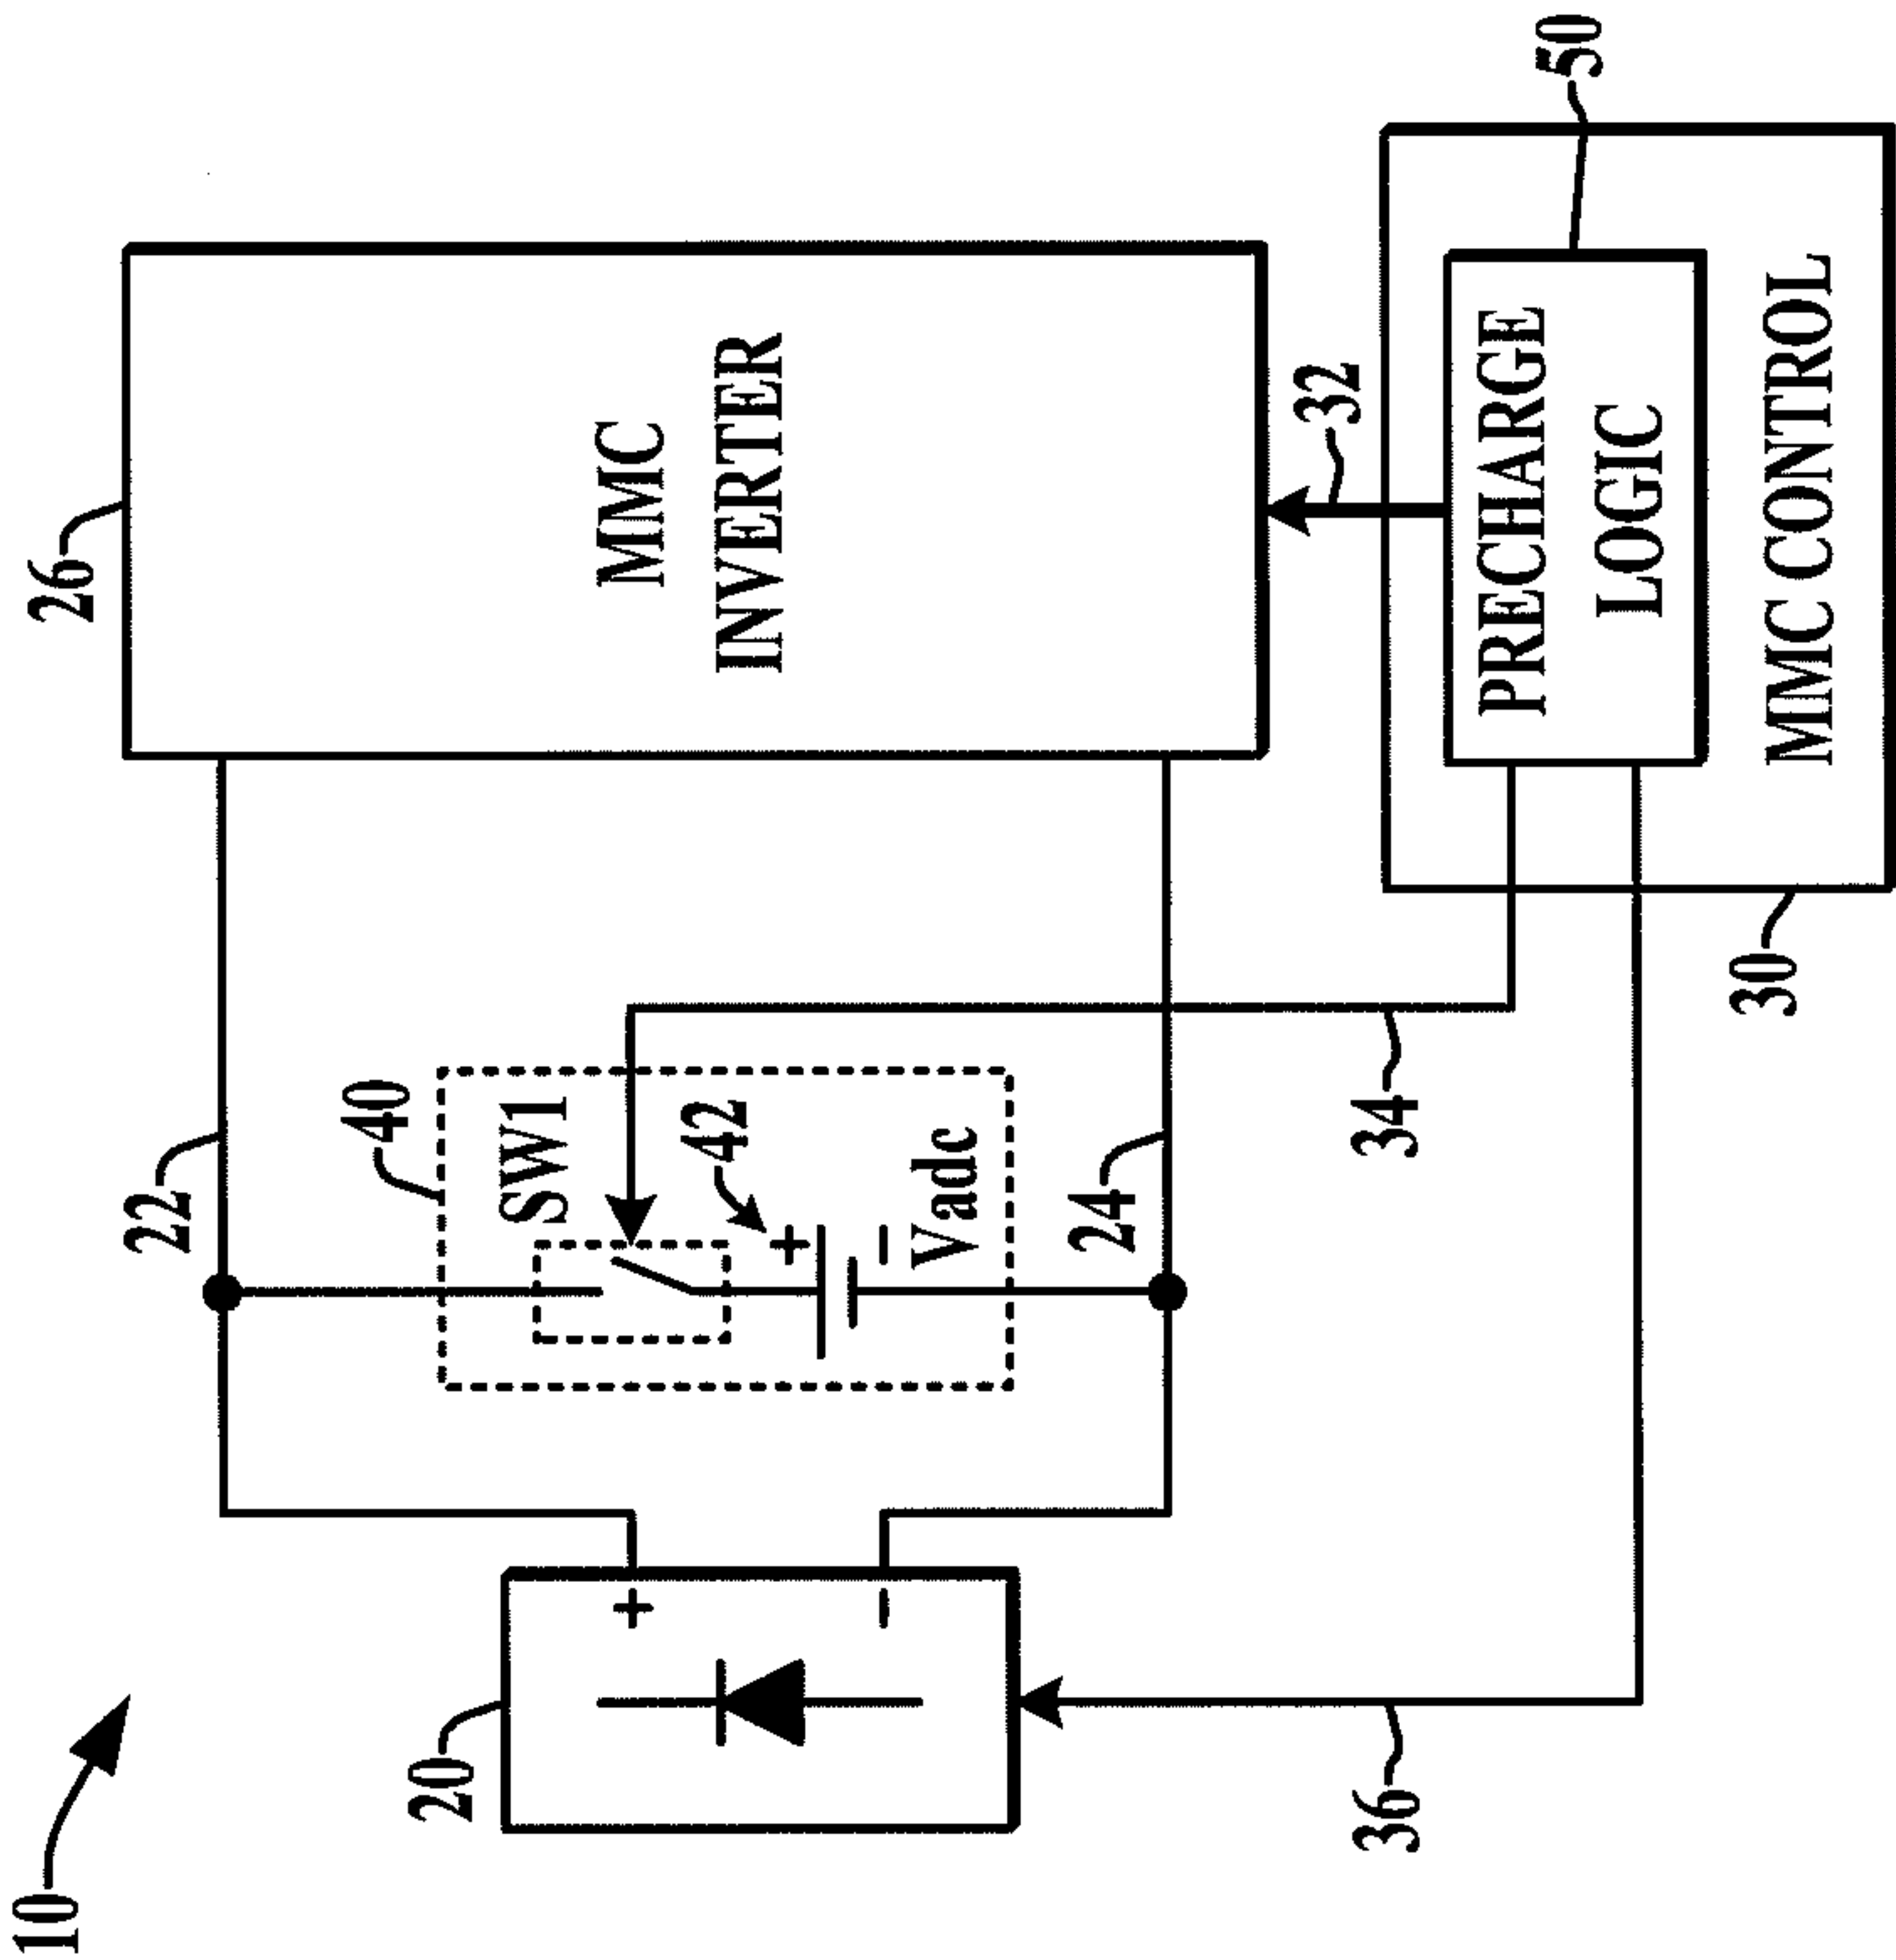 10
26
22
40
20
SW1
42
+
−
Vadc
+
−
24
MMC
INVERTER
32
50
34
36
30
PRECHARGE
LOGIC
MMC CONTROL